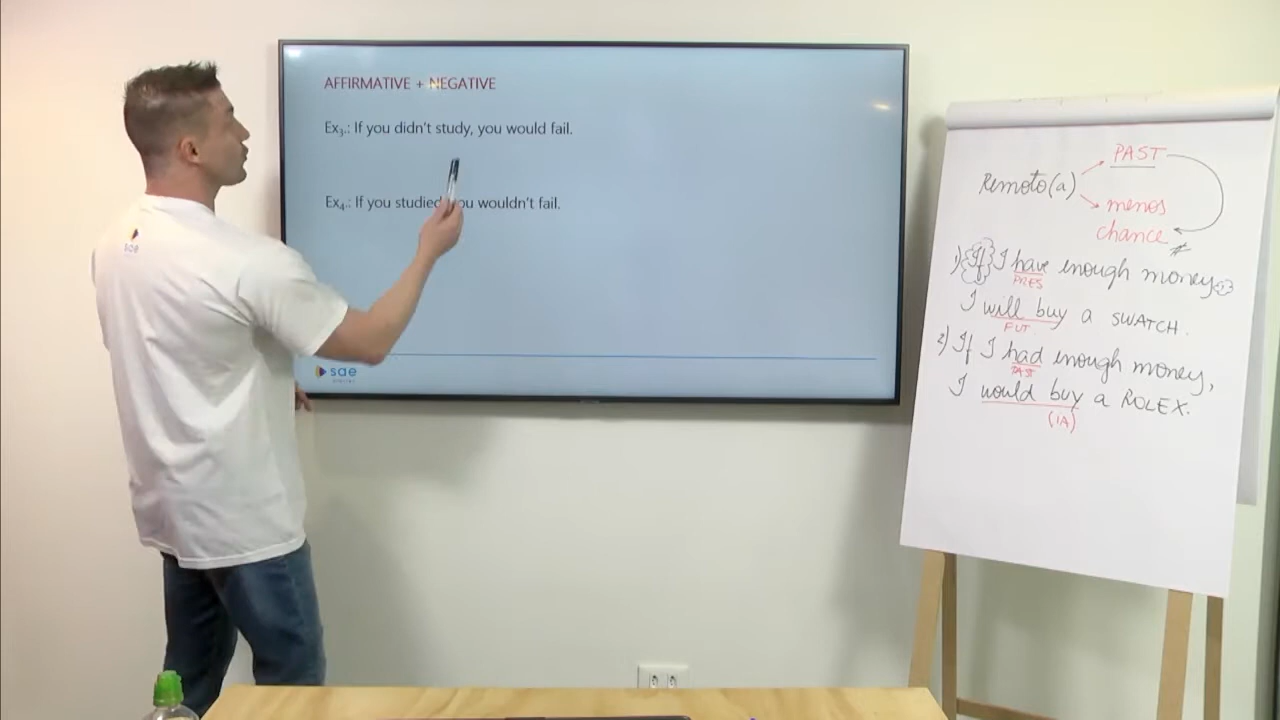 AFFIRMATIVE + NEGATIVE
Ex3.: If you didn't study, you would fail.
Ex4.: If you studied you wouldn't fail.
sae
sae
PAST
Remoto(a)
menos
chance
1) If I have enough money,
PRES
I will buy a SWATCH.
FUT.
2) If I had enough money,
PAST
I would buy a ROLEX.
(IA)